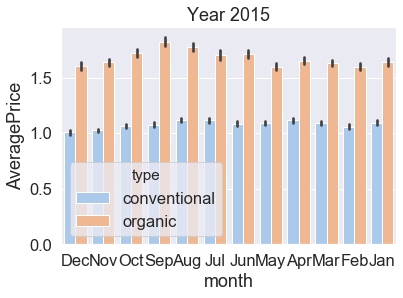 Year 2015
AveragePrice
1.5
1.0
0.5
0.0
type
conventional
organic
Dec Nov Oct Sep Aug Jul Jun May Apr Mar Feb Jan
month